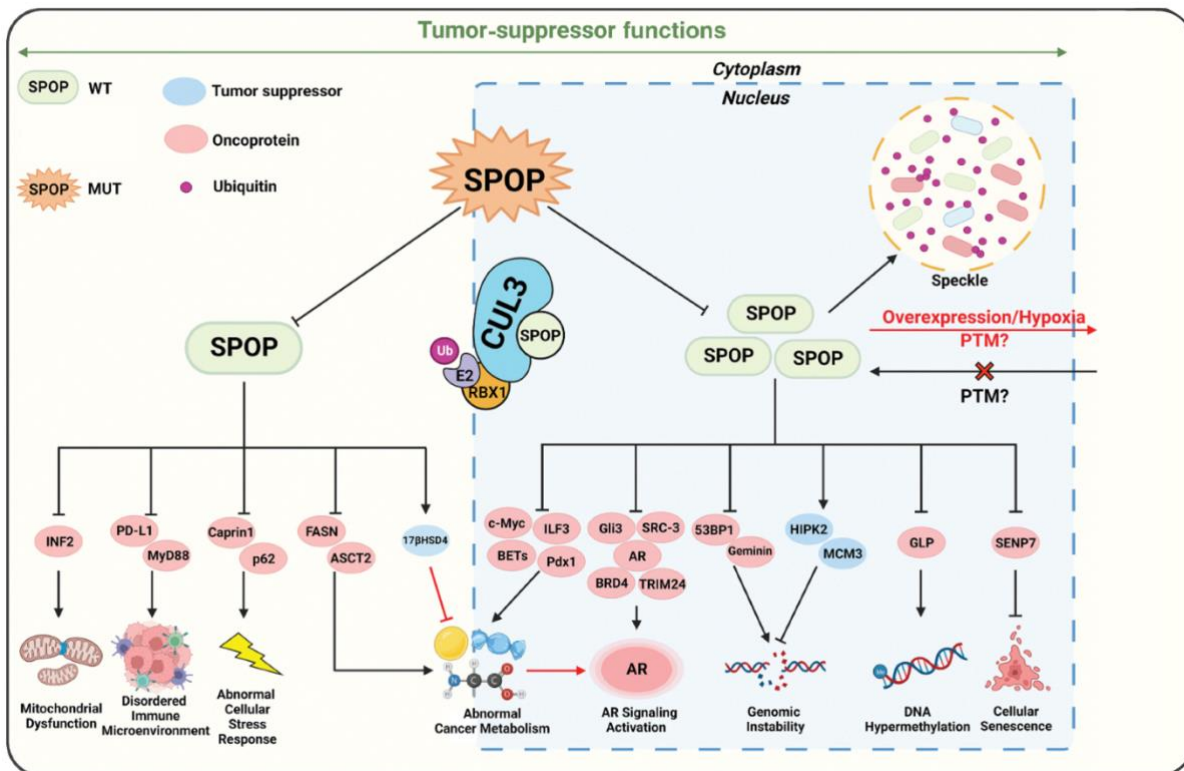 Tumor-suppressor functions
Cytoplasm
Nucleus
SPOP WT
Tumor suppressor
Oncoprotein
SPOP MUT
Ubiquitin
SPOP
Speckle
CUL3
SPOP
Ub
E2
RBX1
SPOP
SPOP
SPOP SPOP
Overexpression/Hypoxia
PTM?
PTM?
INF2
PD-L1
MyD88
Caprin1
p62
FASN
ASCT2
17βHSD4
c-Myc
ILF3
BETs
Pdx1
Gli3
SRC-3
AR
BRD4
TRIM24
53BP1
Geminin
HIPK2
MCM3
GLP
SENP7
H
H
N
H
C
C
O
O
H
AR
Me
Mitochondrial
Dysfunction
Disordered
Immune
Microenvironment
Abnormal
Cellular
Stress
Response
Abnormal
Cancer Metabolism
AR Signaling
Activation
Genomic
Instability
DNA
Hypermethylation
Cellular
Senescence